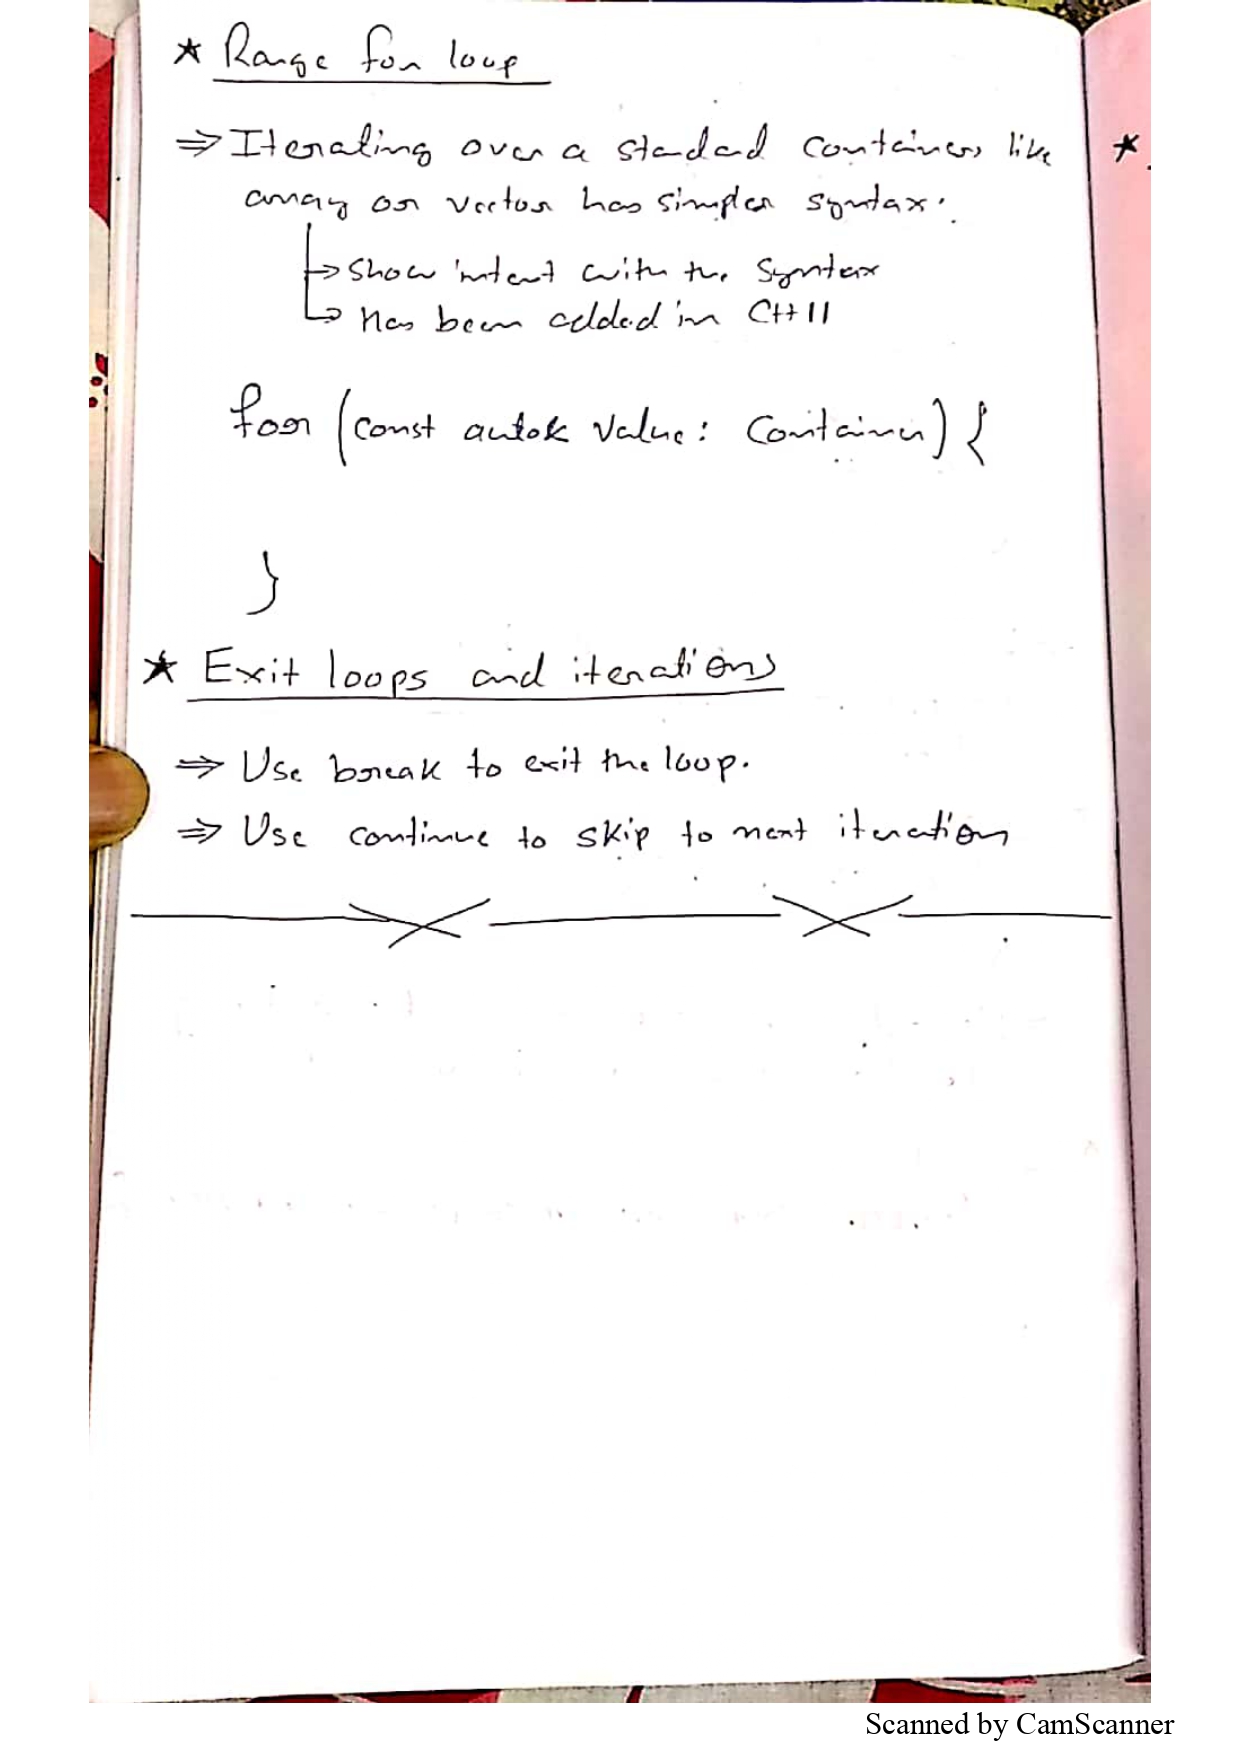 ★ Range for loop
⇒ Iterating over a standard containers like
array or vector has simpler syntax.
→ Show intent with the syntax
→ has been added in C++11
for (const auto& value: Container) {
}
★ Exit loops and iterations
⇒ Use break to exit the loop.
⇒ Use continue to skip to next iteration
*
Scanned by CamScanner